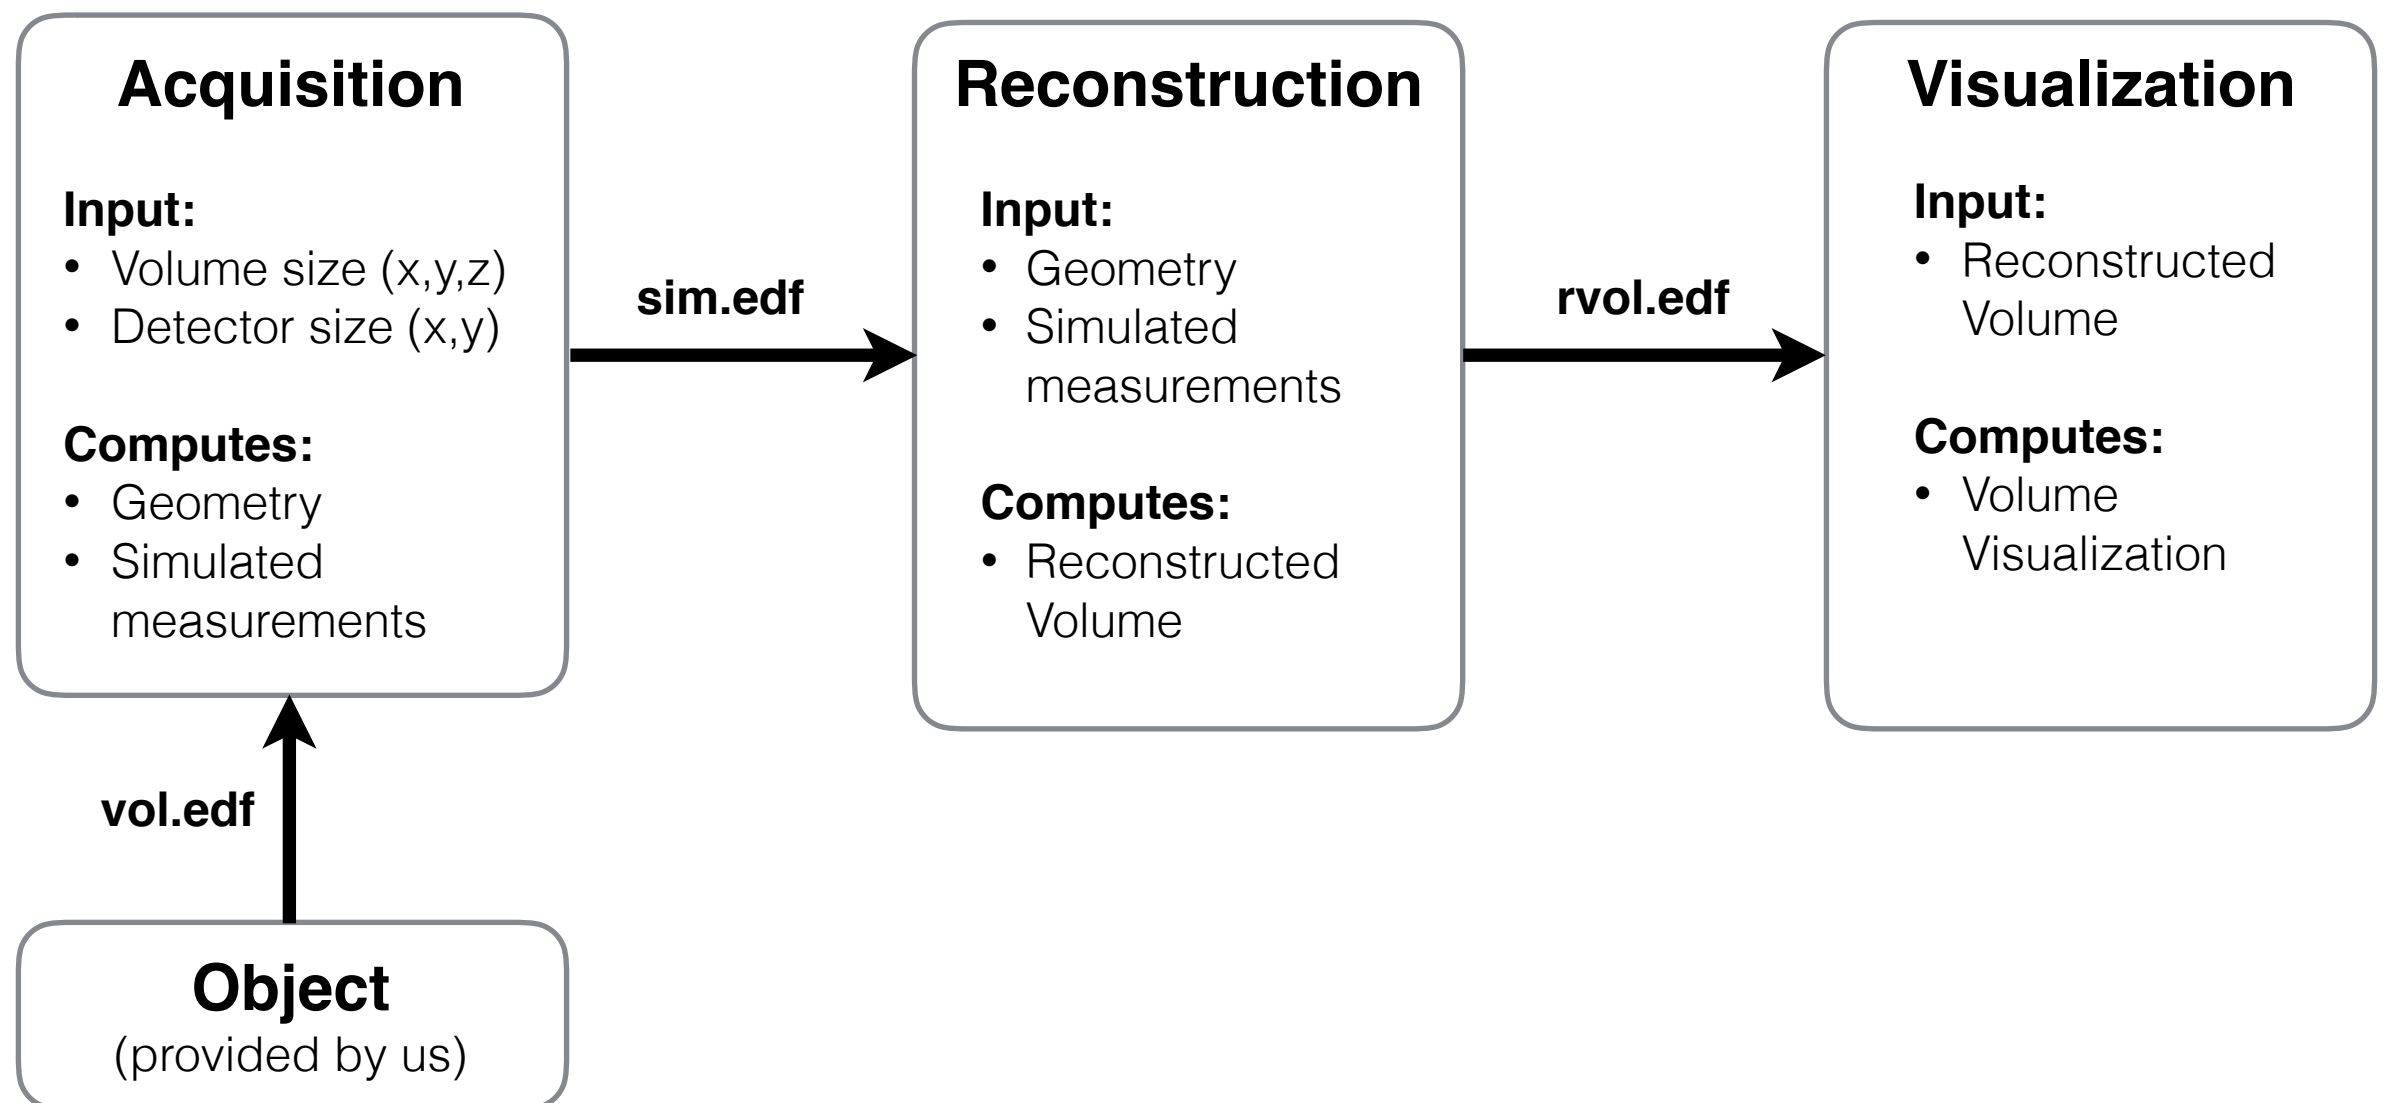 Acquisition
Input:
• Volume size (x,y,z)
• Detector size (x,y)
Computes:
• Geometry
• Simulated
measurements
sim.edf
Reconstruction
Input:
• Geometry
• Simulated
measurements
Computes:
• Reconstructed
Volume
rvol.edf
Visualization
Input:
• Reconstructed
Volume
Computes:
• Volume
Visualization
vol.edf
Object
(provided by us)